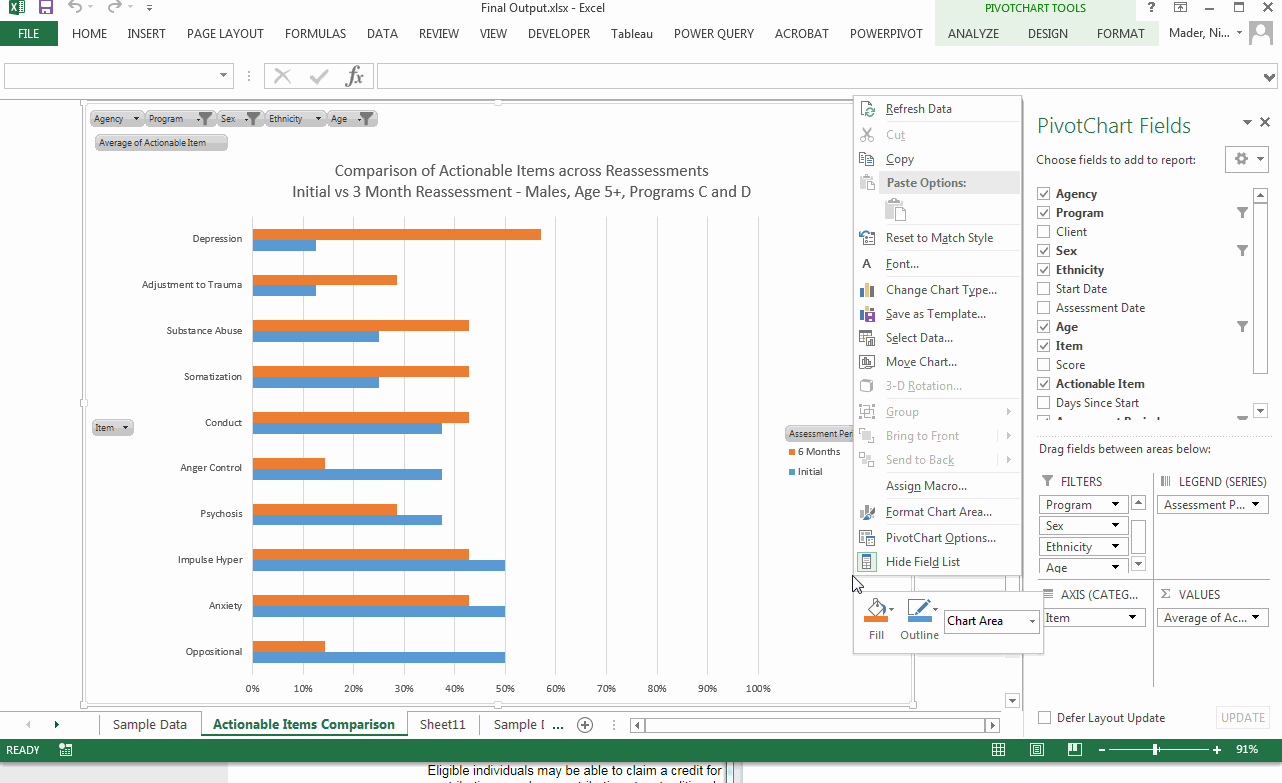 Final Output.xlsx - Excel
PIVOTCHART TOOLS
FILE HOME INSERT PAGE LAYOUT FORMULAS DATA REVIEW VIEW DEVELOPER Tableau POWER QUERY ACROBAT POWERPIVOT ANALYZE DESIGN FORMAT Mader, Ni...
fx
Agency Program Sex Ethnicity Age
Average of Actionable Item
Comparison of Actionable Items across Reassessments
Initial vs 3 Month Reassessment - Males, Age 5+, Programs C and D
Depression
Adjustment to Trauma
Substance Abuse
Somatization
Conduct
Anger Control
Psychosis
Impulse Hyper
Anxiety
Oppositional
0% 10% 20% 30% 40% 50% 60% 70% 80% 90% 100%
Item
Assessment Per
6 Months
Initial
Refresh Data
Cut
Copy
Paste Options:
Reset to Match Style
A Font...
Change Chart Type...
Save as Template...
Select Data...
Move Chart...
3-D Rotation...
Group
Bring to Front
Send to Back
Assign Macro...
Format Chart Area...
PivotChart Options...
Hide Field List
Fill
Outline
Chart Area
PivotChart Fields
Choose fields to add to report:
Agency
Program
Client
Sex
Ethnicity
Start Date
Assessment Date
Age
Item
Score
Actionable Item
Days Since Start
Drag fields between areas below:
FILTERS
Program
Sex
Ethnicity
Age
LEGEND (SERIES)
Assessment P...
AXIS (CATEG...
Item
Σ VALUES
Average of Ac...
Defer Layout Update
UPDATE
Sample Data Actionable Items Comparison Sheet11 Sample ...
READY
91%
Eligible individuals may be able to claim a credit for